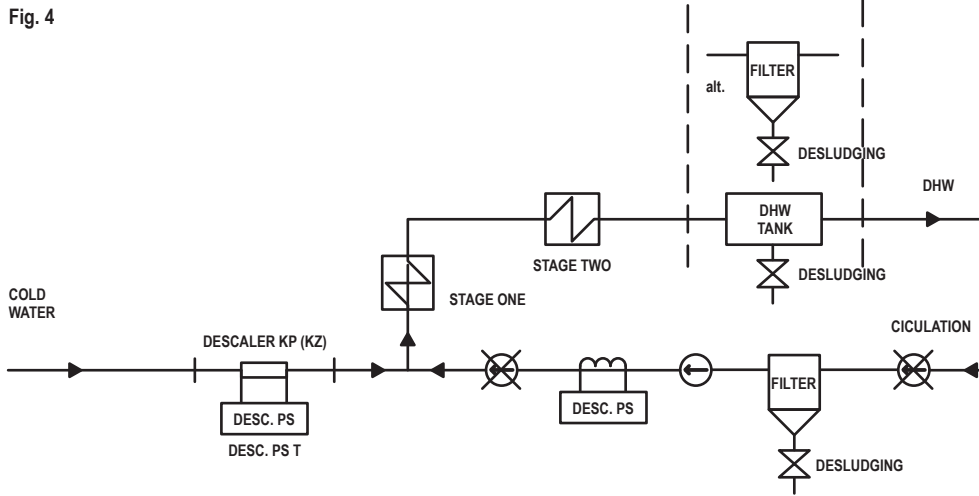 Fig. 4
FILTER
alt.
DESLUDGING
DHW
DHW
TANK
STAGE TWO
DESLUDGING
STAGE ONE
COLD
WATER
DESCALER KP (KZ)
CICULATION
FILTER
DESC. PS
DESC. PS
DESC. PS T
DESLUDGING